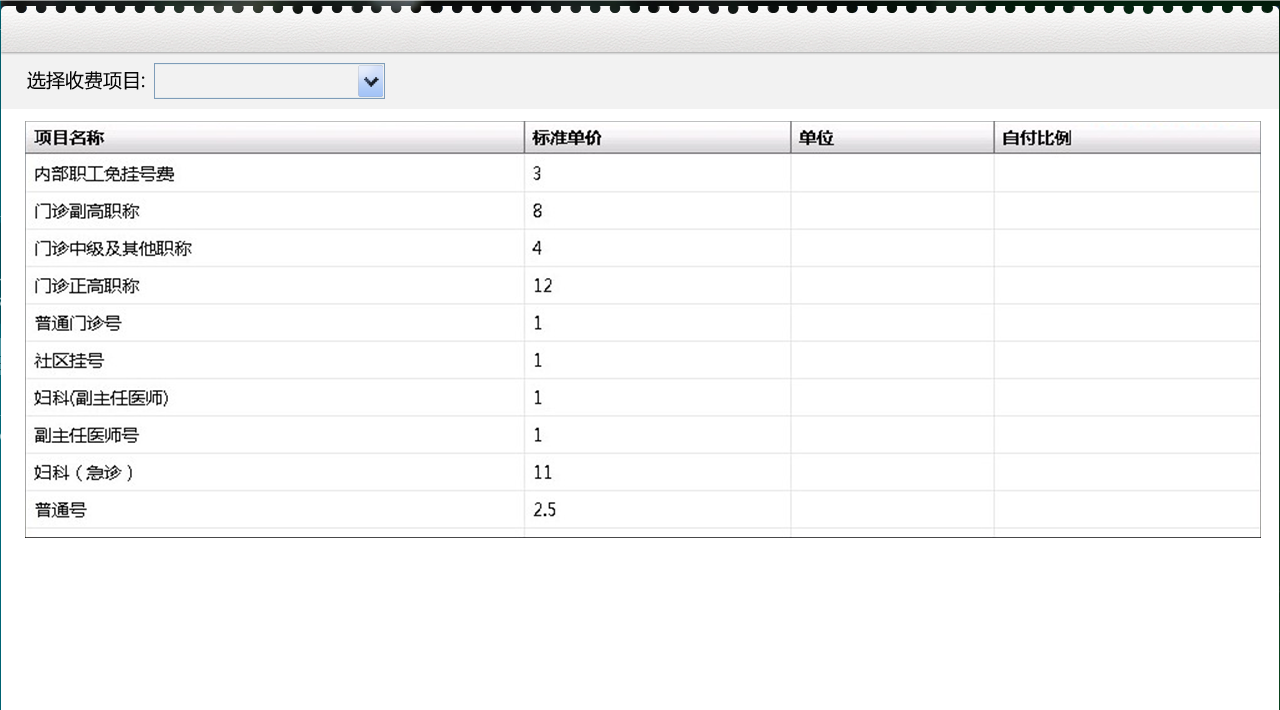 选择收费项目:
项目名称 标准单价 单位 自付比例
内部职工免挂号费 3
门诊副高职称 8
门诊中级及其他职称 4
门诊正高职称 12
普通门诊号 1
社区挂号 1
妇科(副主任医师) 1
副主任医师号 1
妇科（急诊） 11
普通号 2.5